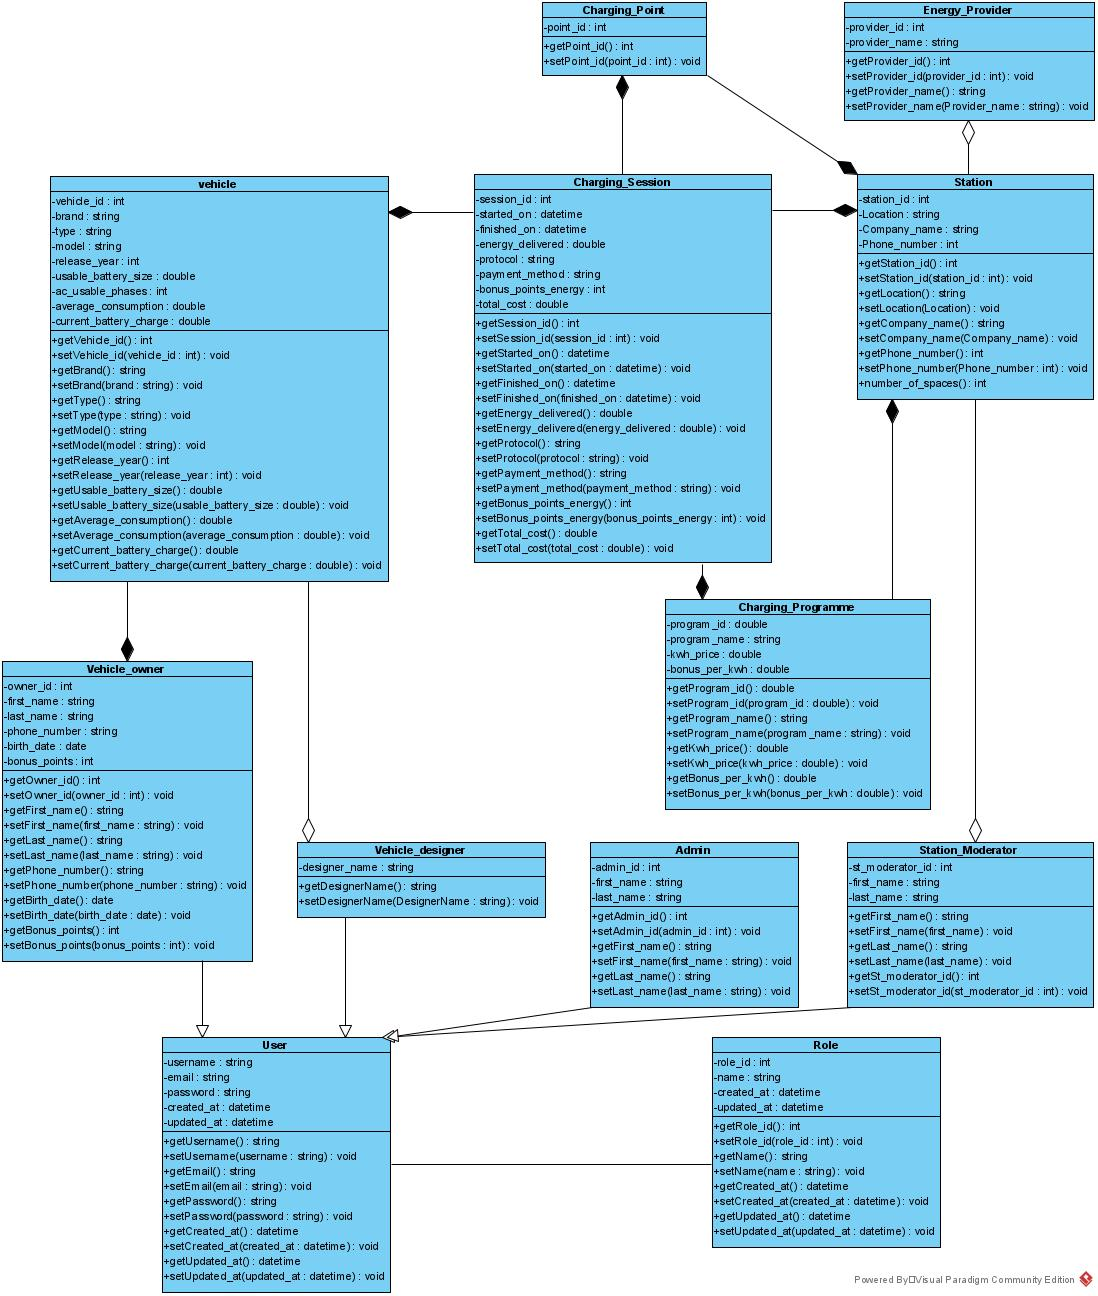 Charging_Point
-point_id : int
+getPoint_id() : int
+setPoint_id(point_id : int) : void
Energy_Provider
-provider_id : int
-provider_name : string
+getProvider_id() : int
+setProvider_id(provider_id : int) : void
+getProvider_name() : string
+setProvider_name(Provider_name : string) : void
vehicle
-vehicle_id : int
-brand : string
-type : string
-model : string
-release_year : int
-usable_battery_size : double
-ac_usable_phases : int
-average_consumption : double
-current_battery_charge : double
+getVehicle_id() : int
+setVehicle_id(vehicle_id : int) : void
+getBrand() : string
+setBrand(brand : string) : void
+getType() : string
+setType(type : string) : void
+getModel() : string
+setModel(model : string) : void
+getRelease_year() : int
+setRelease_year(release_year : int) : void
+getUsable_battery_size() : double
+setUsable_battery_size(usable_battery_size : double) : void
+getAverage_consumption() : double
+setAverage_consumption(average_consumption : double) : void
+getCurrent_battery_charge() : double
+setCurrent_battery_charge(current_battery_charge : double) : void
Charging_Session
-session_id : int
-started_on : datetime
-finished_on : datetime
-energy_delivered : double
-protocol : string
-payment_method : string
-bonus_points_energy : int
-total_cost : double
+getSession_id() : int
+setSession_id(session_id : int) : void
+getStarted_on() : datetime
+setStarted_on(started_on : datetime) : void
+getFinished_on() : datetime
+setFinished_on(finished_on : datetime) : void
+getEnergy_delivered() : double
+setEnergy_delivered(energy_delivered : double) : void
+getProtocol() : string
+setProtocol(protocol : string) : void
+getPayment_method() : string
+setPayment_method(payment_method : string) : void
+getBonus_points_energy() : int
+setBonus_points_energy(bonus_points_energy : int) : void
+getTotal_cost() : double
+setTotal_cost(total_cost : double) : void
Station
-station_id : int
-Location : string
-Company_name : string
-Phone_number : int
+getStation_id() : int
+setStation_id(station_id : int) : void
+getLocation() : string
+setLocation(Location) : void
+getCompany_name() : string
+setCompany_name(Company_name) : void
+getPhone_number() : int
+setPhone_number(Phone_number : int) : void
+number_of_spaces() : int
Charging_Programme
-program_id : double
-program_name : string
-kwh_price : double
-bonus_per_kwh : double
+getProgram_id() : double
+setProgram_id(program_id : double) : void
+getProgram_name() : string
+setProgram_name(program_name : string) : void
+getKwh_price() : double
+setKwh_price(kwh_price : double) : void
+getBonus_per_kwh() : double
+setBonus_per_kwh(bonus_per_kwh : double) : void
Vehicle_owner
-owner_id : int
-first_name : string
-last_name : string
-phone_number : string
-birth_date : date
-bonus_points : int
+getOwner_id() : int
+setOwner_id(owner_id : int) : void
+getFirst_name() : string
+setFirst_name(first_name : string) : void
+getLast_name() : string
+setLast_name(last_name : string) : void
+getPhone_number() : string
+setPhone_number(phone_number : string) : void
+getBirth_date() : date
+setBirth_date(birth_date : date) : void
+getBonus_points() : int
+setBonus_points(bonus_points : int) : void
Vehicle_designer
-designer_name : string
+getDesignerName() : string
+setDesignerName(DesignerName : string) : void
Admin
-admin_id : int
-first_name : string
-last_name : string
+getAdmin_id() : int
+setAdmin_id(admin_id : int) : void
+getFirst_name() : string
+setFirst_name(first_name : string) : void
+getLast_name() : string
+setLast_name(last_name : string) : void
Station_Moderator
-st_moderator_id : int
-first_name : string
-last_name : string
+getFirst_name() : string
+setFirst_name(first_name) : void
+getLast_name() : string
+setLast_name(last_name) : void
+getSt_moderator_id() : int
+setSt_moderator_id(st_moderator_id : int) : void
User
-username : string
-email : string
-password : string
-created_at : datetime
-updated_at : datetime
+getUsername() : string
+setUsername(username : string) : void
+getEmail() : string
+setEmail(email : string) : void
+getPassword() : string
+setPassword(password : string) : void
+getCreated_at() : datetime
+setCreated_at(created_at : datetime) : void
+getUpdated_at() : datetime
+setUpdated_at(updated_at : datetime) : void
Role
-role_id : int
-name : string
-created_at : datetime
-updated_at : datetime
+getRole_id() : int
+setRole_id(role_id : int) : void
+getName() : string
+setName(name : string) : void
+getCreated_at() : datetime
+setCreated_at(created_at : datetime) : void
+getUpdated_at() : datetime
+setUpdated_at(updated_at : datetime) : void
Powered By□Visual Paradigm Community Edition